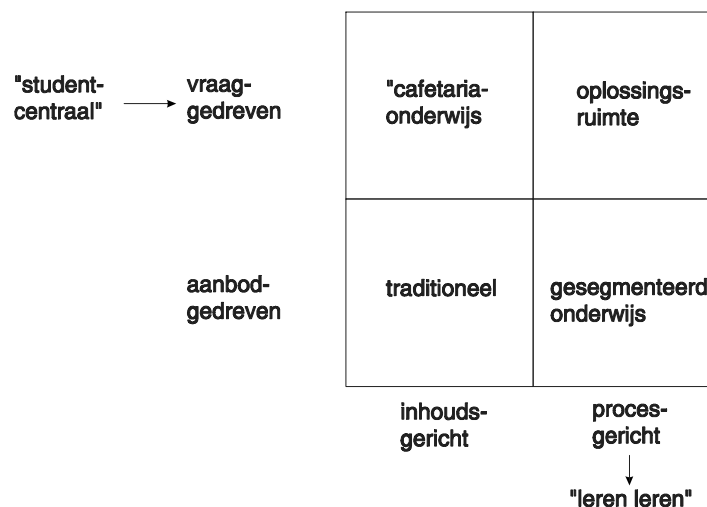 "student-
centraal"
vraag-
gedreven
"cafetaria-
onderwijs
oplossings-
ruimte
aanbod-
gedreven
traditioneel
gesegmenteerd
onderwijs
inhouds-
gericht
proces-
gericht
"leren leren"